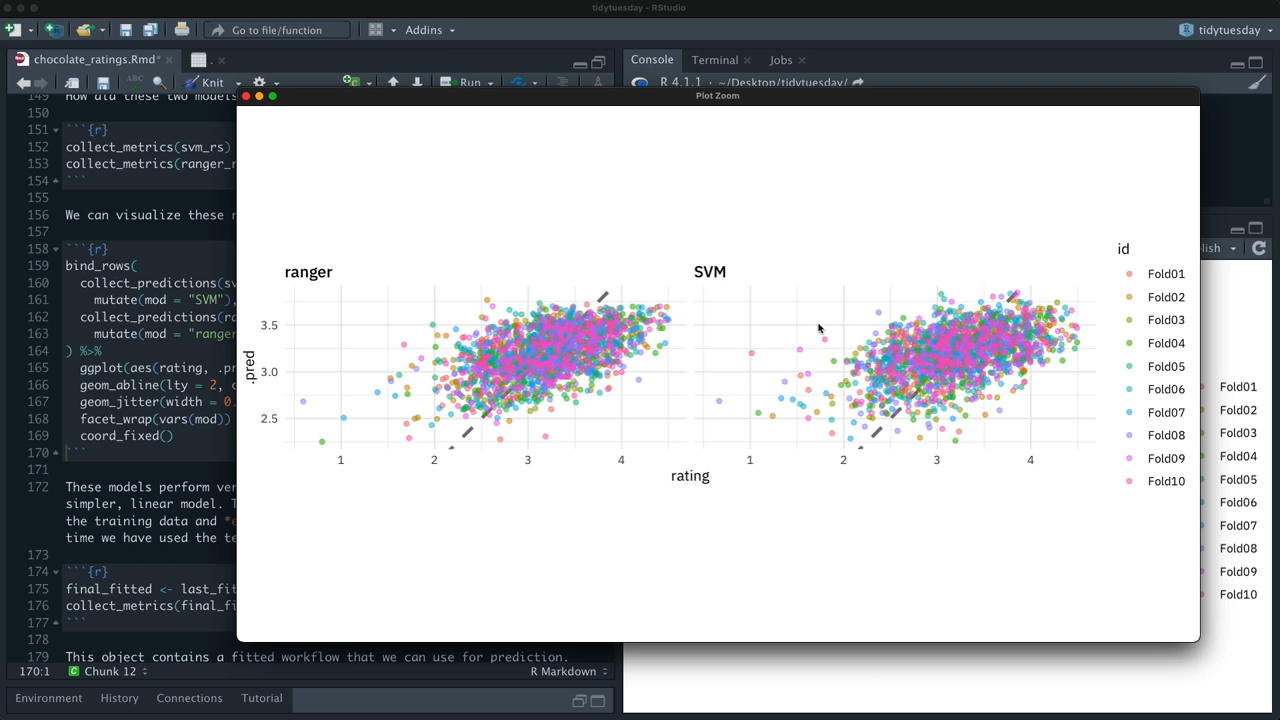 tidytuesday - RStudio
Go to file/function
Addins
tidytuesday
chocolate_ratings.Rmd*
.
Console
Terminal
Jobs
ABC
Knit
Run
R 4.1.1 · ~/Desktop/tidytuesday/
Plot Zoom
149 How did these two models
150
151 ```{r}
152 collect_metrics(svm_rs)
153 collect_metrics(ranger_r
154 ```
155
156 We can visualize these r
157
158 ```{r}
159 bind_rows(
160 collect_predictions(sv
161 mutate(mod = "SVM"),
162 collect_predictions(ra
163 mutate(mod = "ranger
164 ) %>%
165 ggplot(aes(rating, .pr
166 geom_abline(lty = 2, c
167 geom_jitter(width = 0.
168 facet_wrap(vars(mod))
169 coord_fixed()
170 ```
171
172 These models perform ver
simpler, linear model. T
the training data and *e
time we have used the te
173
174 ```{r}
175 final_fitted <- last_fit
176 collect_metrics(final_fi
177 ```
178
179 This object contains a fitted workflow that we can use for prediction.
170:1
C Chunk 12
R Markdown
Environment
History
Connections
Tutorial
ranger
SVM
.pred
3.5
3.0
2.5
1 2 3 4
1 2 3 4
rating
id
Fold01
Fold02
Fold03
Fold04
Fold05
Fold06
Fold07
Fold08
Fold09
Fold10
lish
Fold01
Fold02
Fold03
Fold04
Fold05
Fold06
Fold07
Fold08
Fold09
Fold10